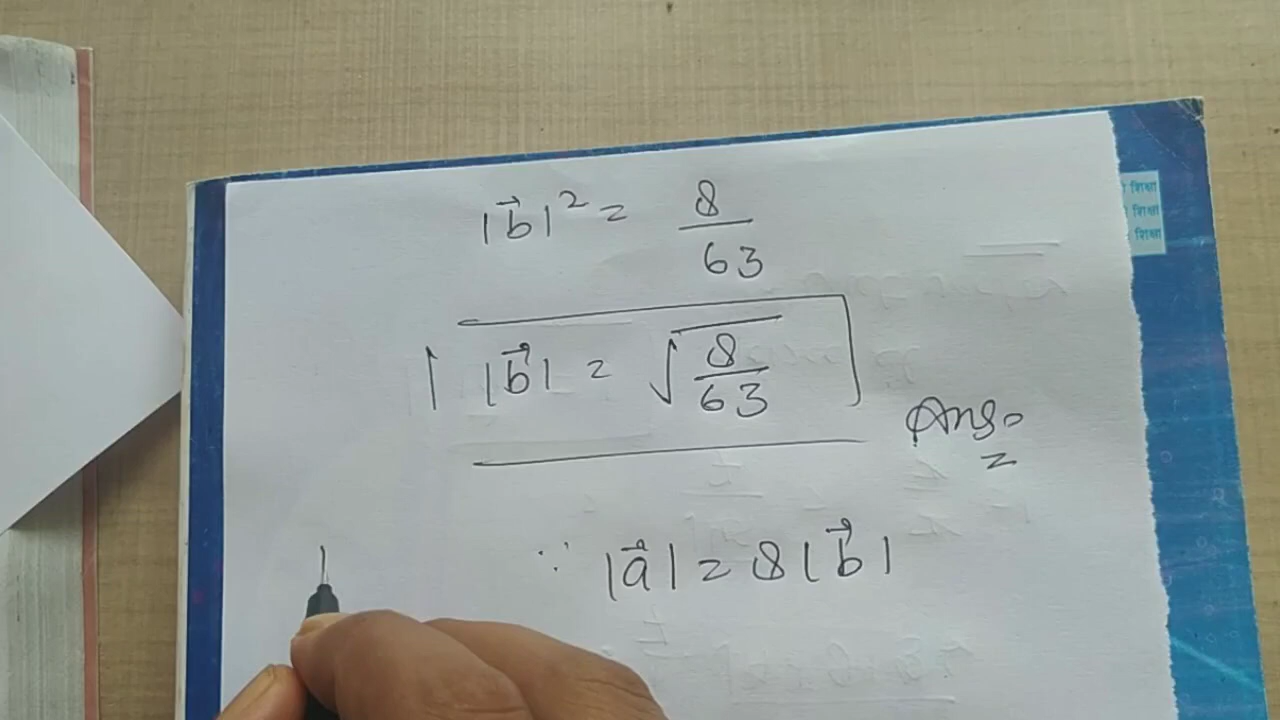 |b⃗|² = 8/63
|b⃗| = √(8/63)
Ans.
∵ |a⃗| = 8|b⃗|
शिक्षा
शिक्षा
शिक्षा